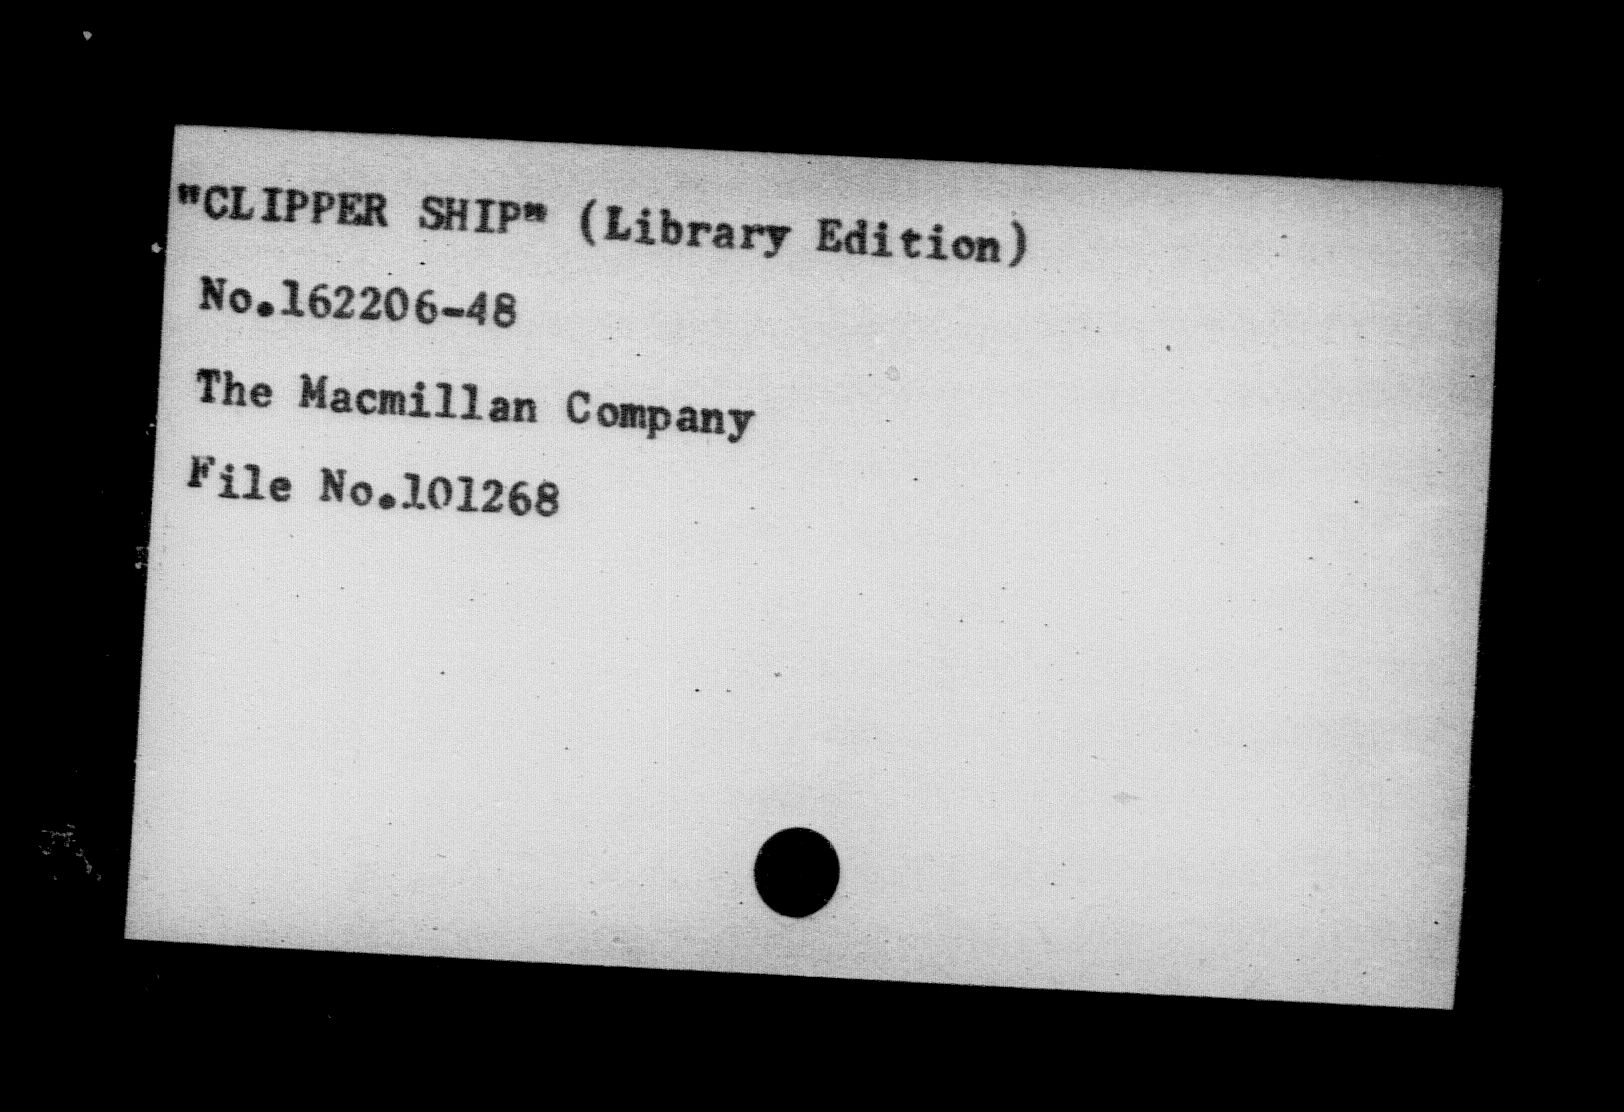 "CLIPPER SHIP" (Library Edition)
No.162206-48
The Macmillan Company
File No.101268